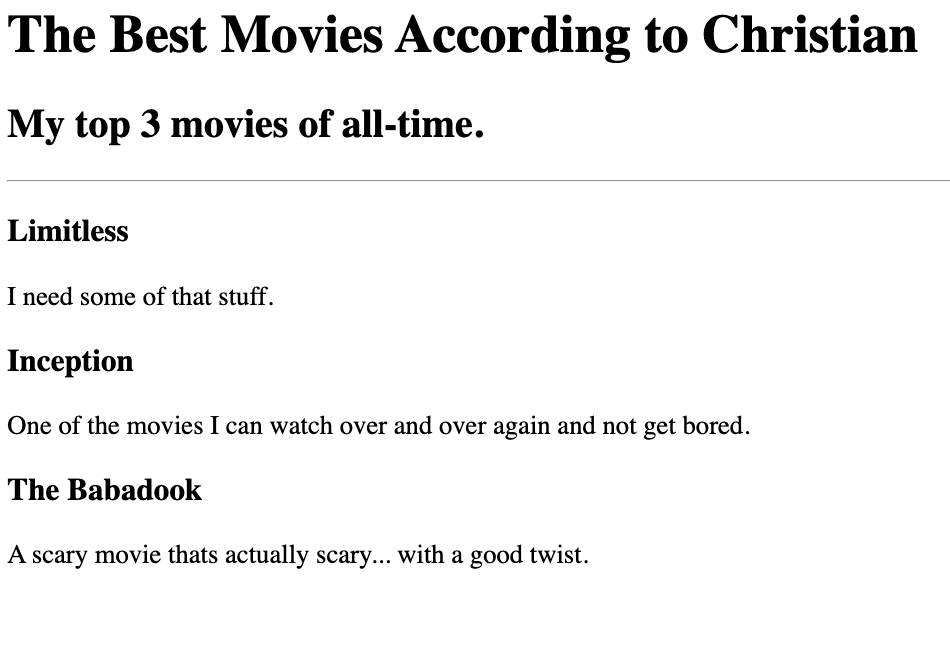 The Best Movies According to Christian
My top 3 movies of all-time.
Limitless
I need some of that stuff.
Inception
One of the movies I can watch over and over again and not get bored.
The Babadook
A scary movie thats actually scary... with a good twist.